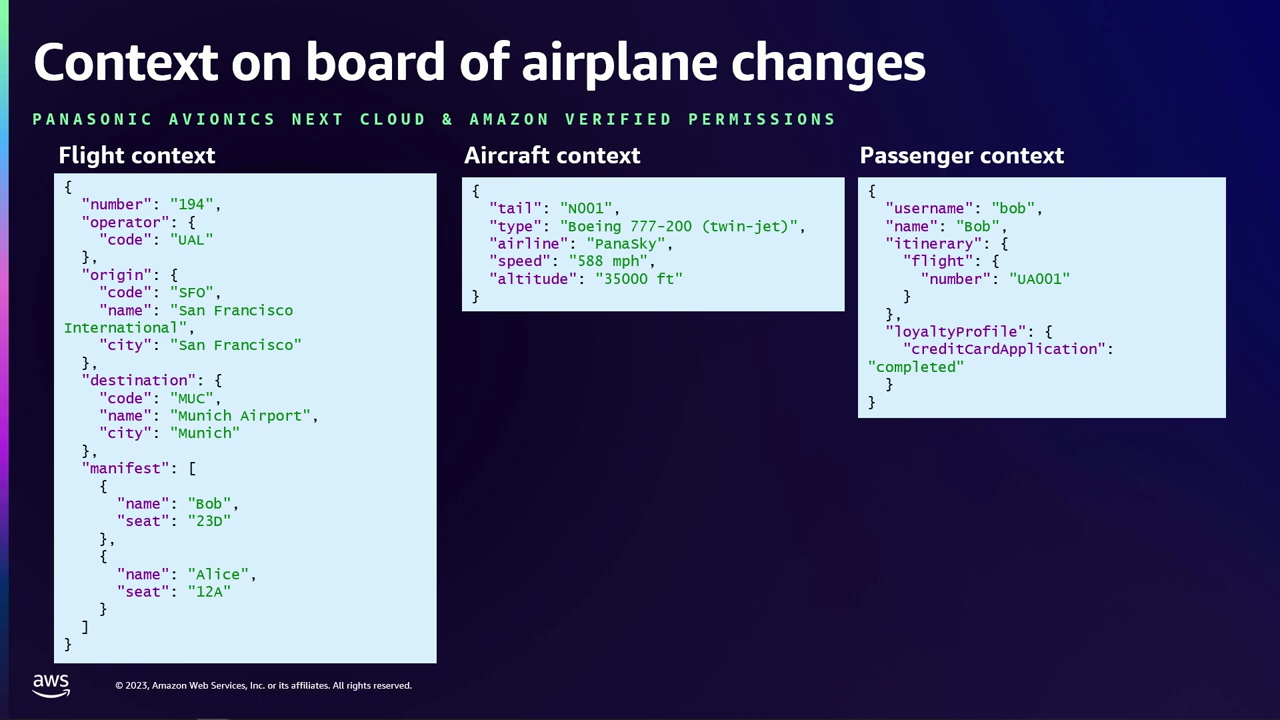 Context on board of airplane changes
PANASONIC AVIONICS NEXT CLOUD & AMAZON VERIFIED PERMISSIONS
Flight context
{
  "number": "194",
  "operator": {
    "code": "UAL"
  },
  "origin": {
    "code": "SFO",
    "name": "San Francisco
International",
    "city": "San Francisco"
  },
  "destination": {
    "code": "MUC",
    "name": "Munich Airport",
    "city": "Munich"
  },
  "manifest": [
    {
      "name": "Bob",
      "seat": "23D"
    },
    {
      "name": "Alice",
      "seat": "12A"
    }
  ]
}
Aircraft context
{
  "tail": "N001",
  "type": "Boeing 777-200 (twin-jet)",
  "airline": "PanaSky",
  "speed": "588 mph",
  "altitude": "35000 ft"
}
Passenger context
{
  "username": "bob",
  "name": "Bob",
  "itinerary": {
    "flight": {
      "number": "UA001"
    }
  },
  "loyaltyProfile": {
    "creditCardApplication":
"completed"
  }
}
aws
© 2023, Amazon Web Services, Inc. or its affiliates. All rights reserved.